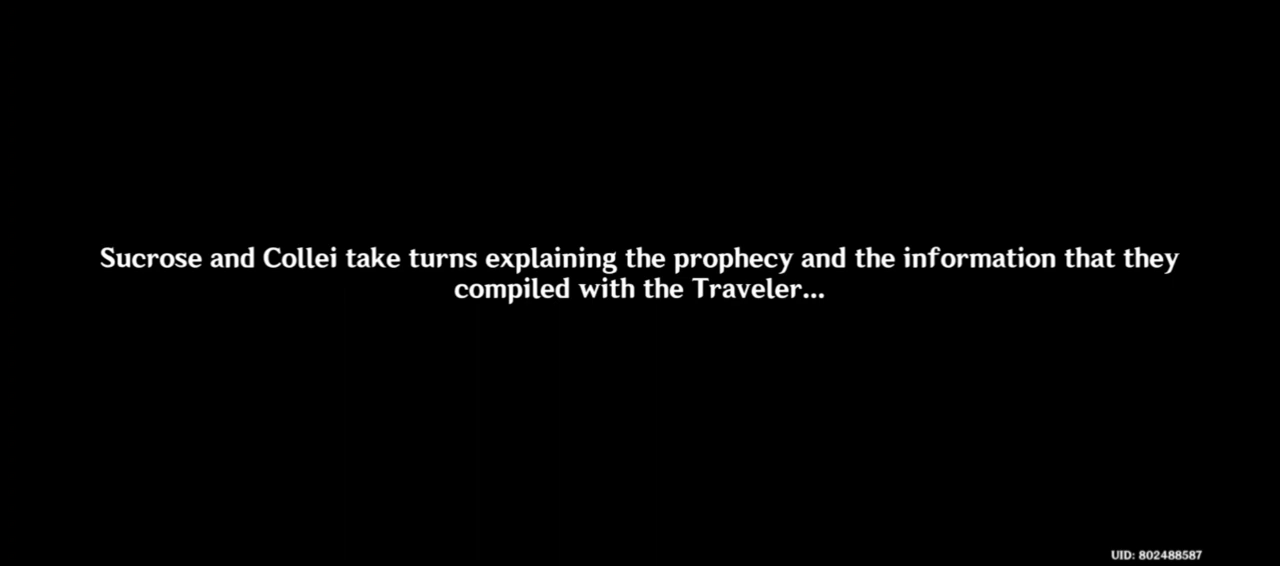 Sucrose and Collei take turns explaining the prophecy and the information that they
compiled with the Traveler...
UID: 802488587